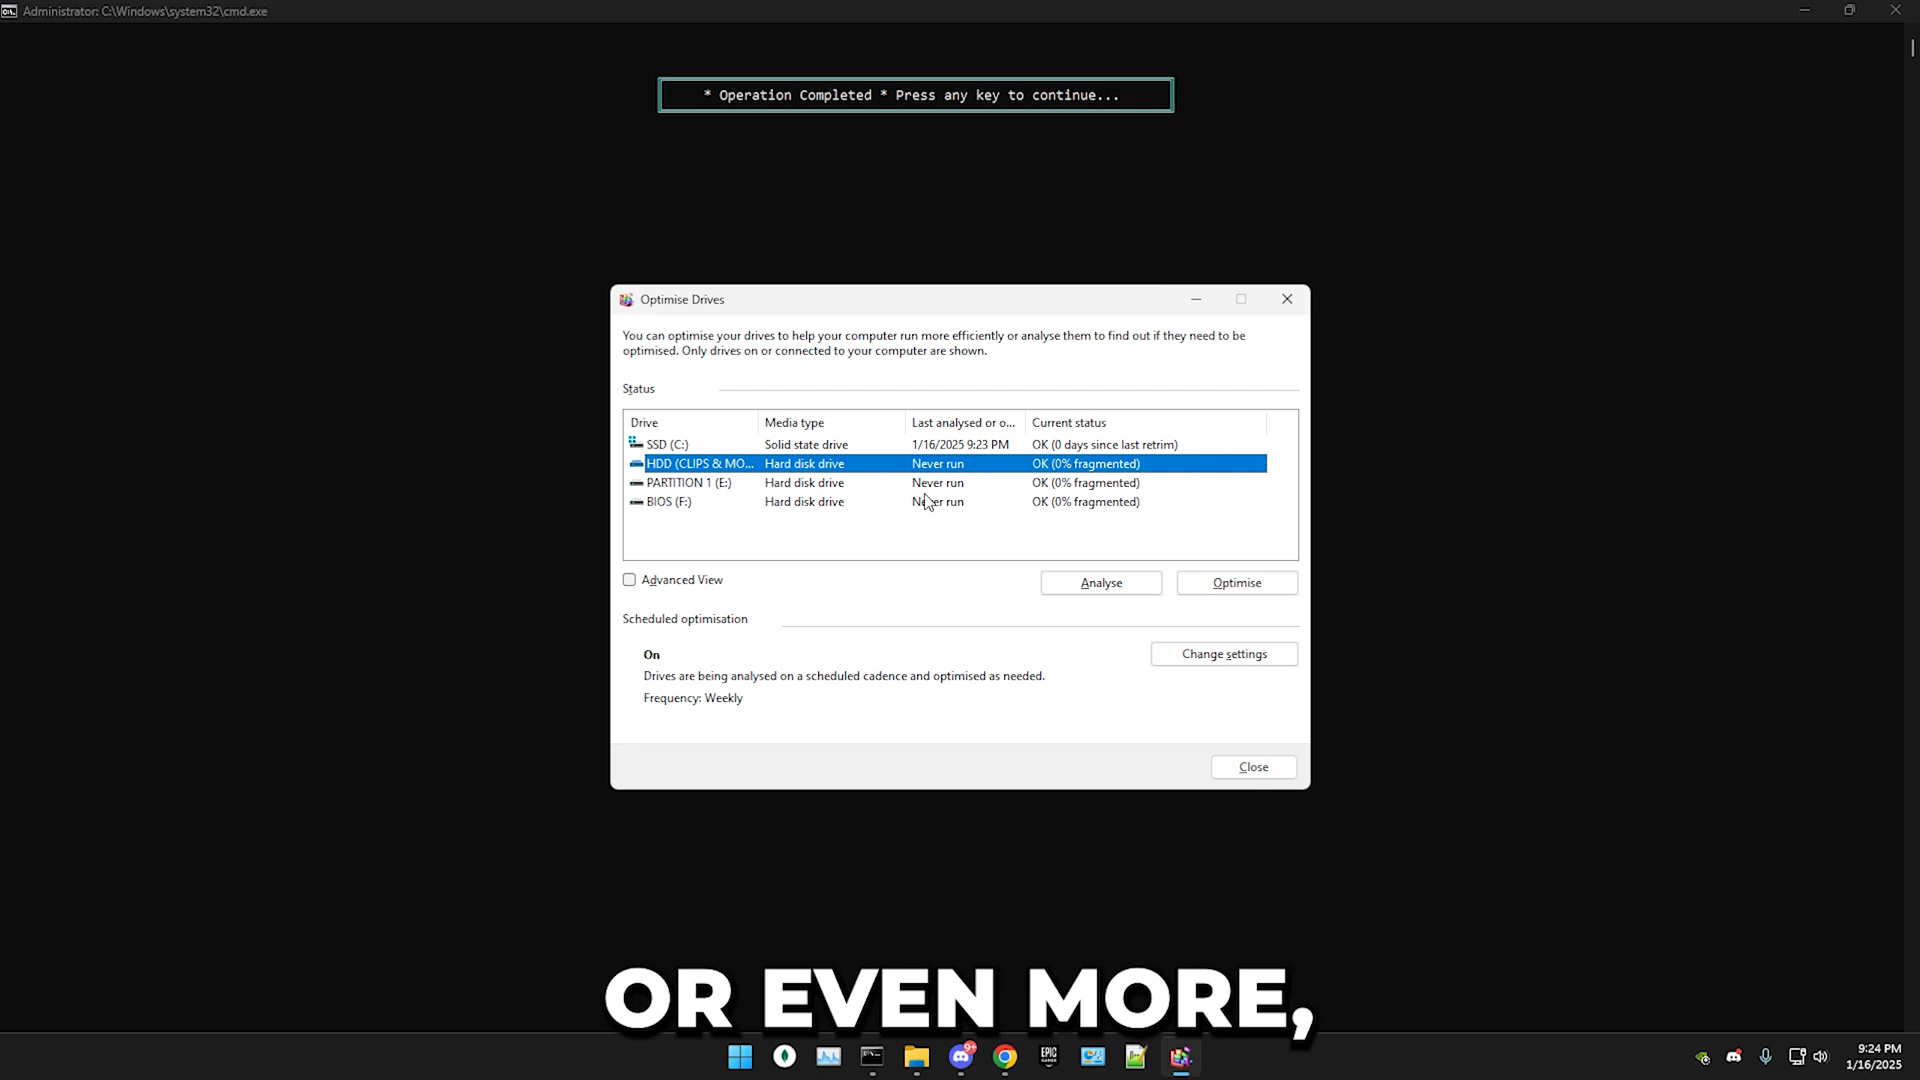 Administrator: C:\Windows\system32\cmd.exe
* Operation Completed * Press any key to continue...
Optimise Drives
You can optimise your drives to help your computer run more efficiently or analyse them to find out if they need to be
optimised. Only drives on or connected to your computer are shown.
Status
Drive Media type Last analysed or o... Current status
SSD (C:) Solid state drive 1/16/2025 9:23 PM OK (0 days since last retrim)
HDD (CLIPS & MO... Hard disk drive Never run OK (0% fragmented)
PARTITION 1 (E:) Hard disk drive Never run OK (0% fragmented)
BIOS (F:) Hard disk drive Never run OK (0% fragmented)
Advanced View Analyse Optimise
Scheduled optimisation
On Change settings
Drives are being analysed on a scheduled cadence and optimised as needed.
Frequency: Weekly
Close
OR EVEN MORE,
9+
EPIC
GAMES
9:24 PM
1/16/2025